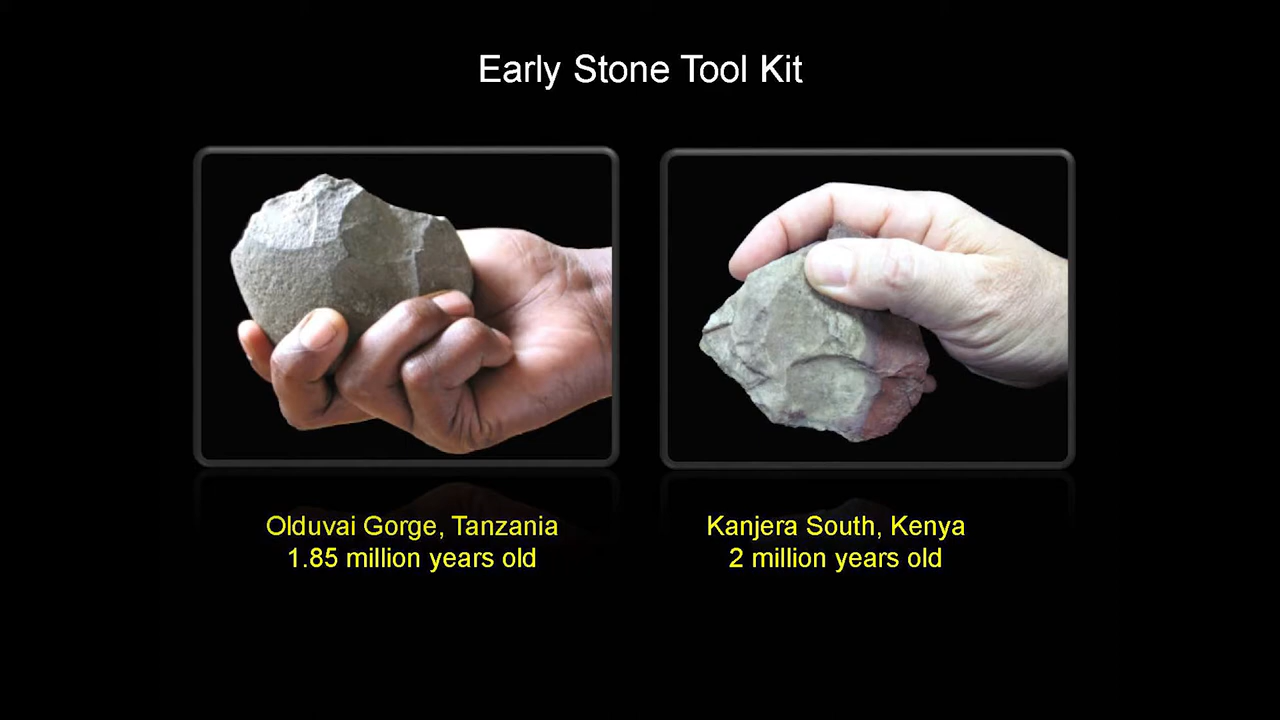 Early Stone Tool Kit
Olduvai Gorge, Tanzania
1.85 million years old
Kanjera South, Kenya
2 million years old